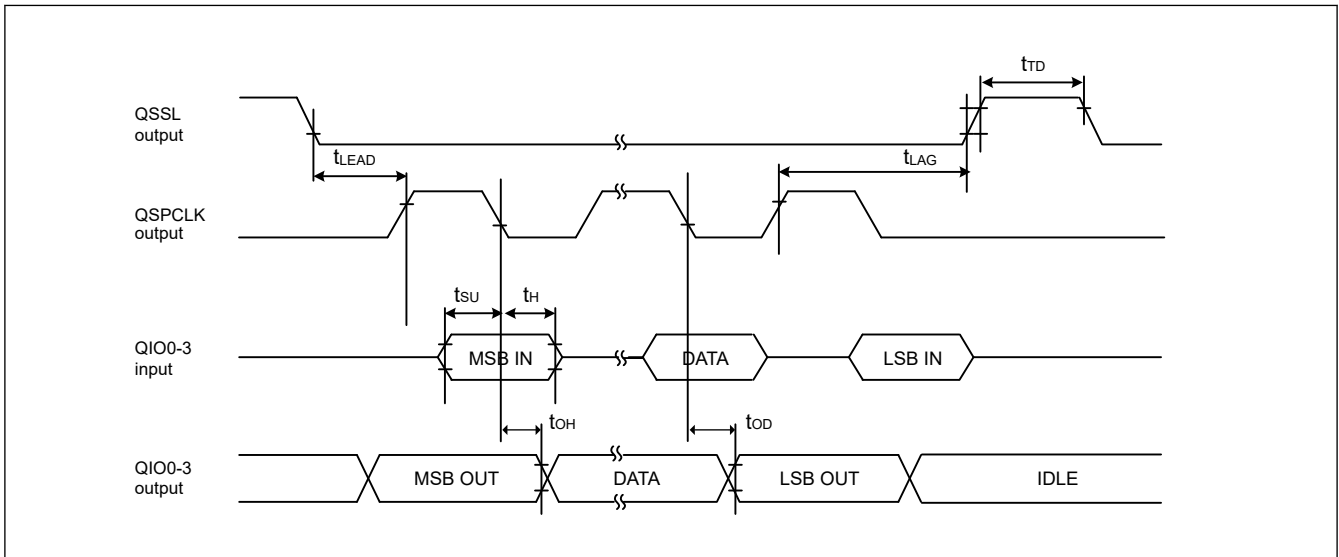 tTD
QSSL
output
tLEAD
tLAG
QSPCLK
output
tSU
tH
QIO0-3
input
MSB IN
DATA
LSB IN
tOH
tOD
QIO0-3
output
MSB OUT
DATA
LSB OUT
IDLE